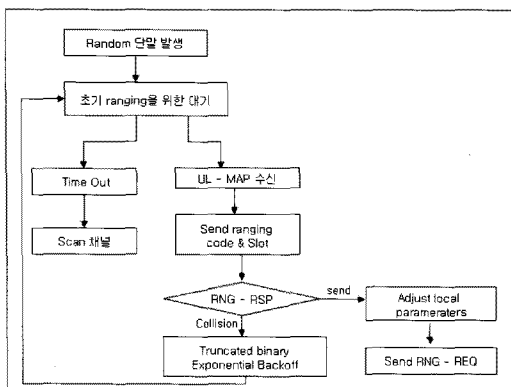 Random 단말 발생
초기 ranging을 위한 대기
Time Out
UL - MAP 수신
Scan 채널
Send ranging
code & Slot
RNG - RSP
send
Adjust local
parameraters
Collision
Truncated binary
Exponential Backoff
Send RNG - REQ